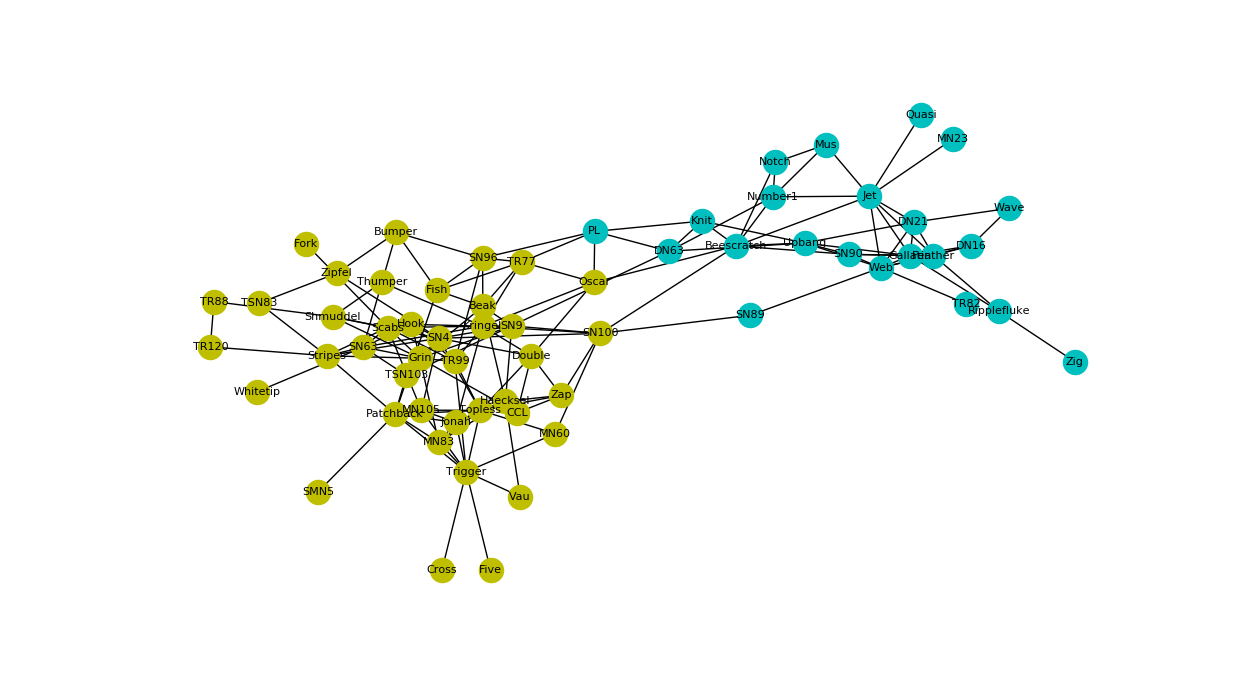 Quasi
MN23
Mus
Notch
Jet
Number1
Wave
Knit
DN21
Bumper
PL
Fork
Beescratch
Upbang
DN16
DN63
SN90
SN96
Gallatin
Feather
TR77
Web
Zipfel
Thumper
Oscar
Fish
TR88
TSN83
TR82
Beak
Ripplefluke
SN89
Shmuddel
Hook
Scabs
Fringe
SN9
SN100
SN4
TR120
SN63
Stripes
Grin
Double
TR99
Zig
TSN103
Whitetip
Zap
Haecksel
MN105
Topless
CCL
Patchback
Jonah
MN60
MN83
Trigger
SMN5
Vau
Cross
Five